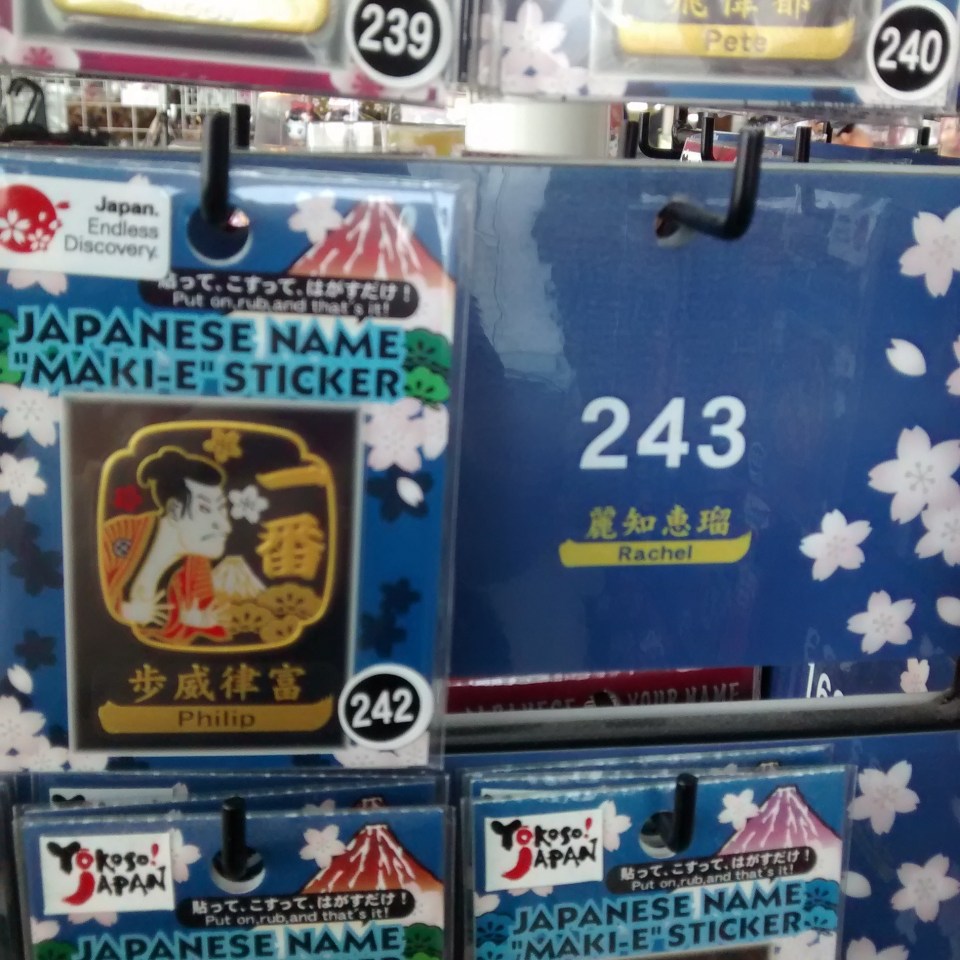 239
Pete
240
Japan.
Endless
Discovery.
貼って、こすって、はがすだけ！
Put on,rub,and that's it!
JAPANESE NAME
"MAKI-E" STICKER
一番
歩威律富
Philip
242
243
麗知恵瑠
Rachel
JAPANESE
YOUR NAME
Yōkoso!
JAPAN
貼って、こすって、はがすだけ！
Put on,rub,and that's it!
JAPANESE NAME
Yōkoso!
JAPAN
貼って、こすって、はがすだけ！
Put on,rub,and that's it!
JAPANESE NAME
"MAKI-E" STICKER